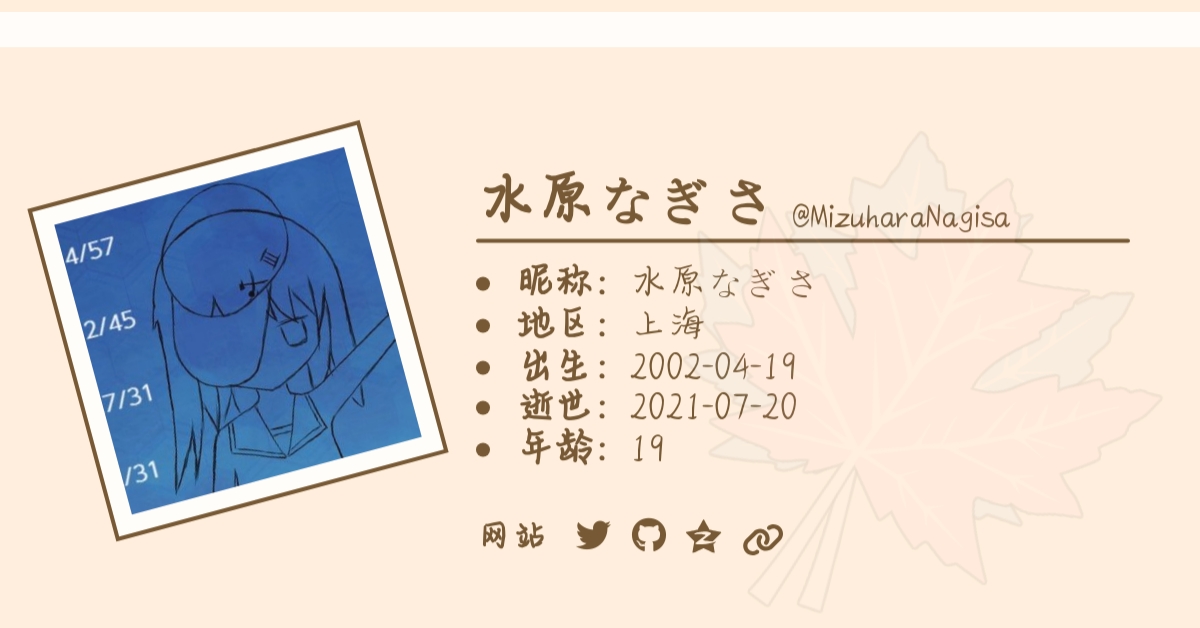 4/57
2/45
7/31
/31
水原なぎさ @MizuharaNagisa
昵称：水原なぎさ
地区：上海
出生：2002-04-19
逝世：2021-07-20
年龄：19
网站